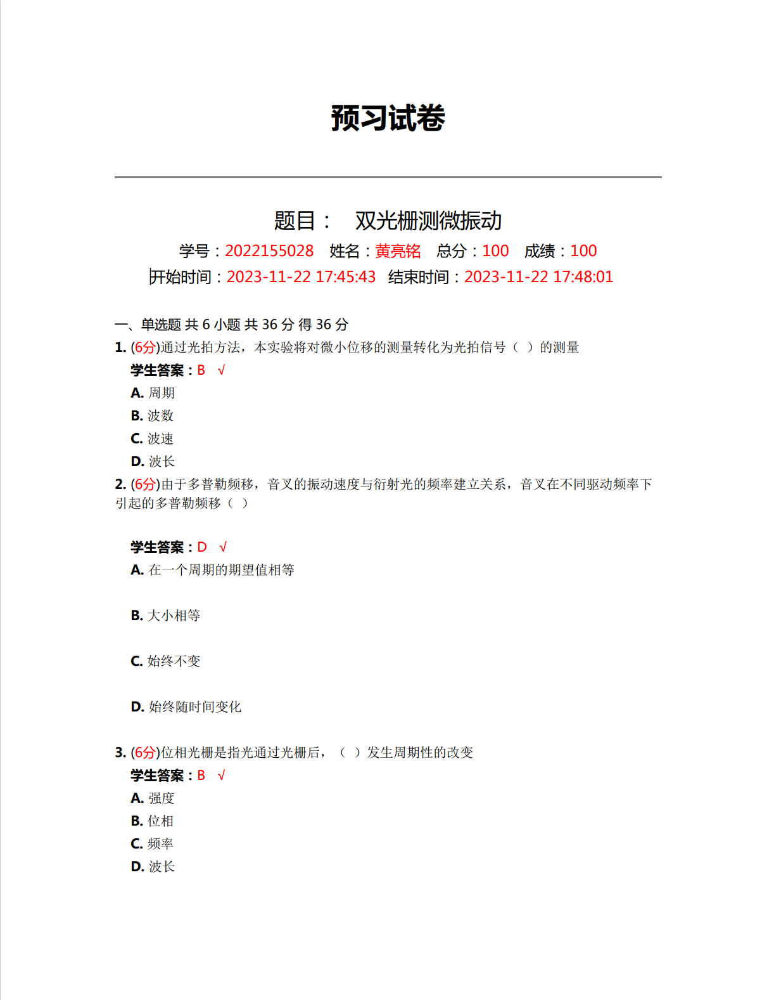 预习试卷
题目： 双光栅测微振动
学号：2022155028 姓名：黄亮铭 总分：100 成绩：100
开始时间：2023-11-22 17:45:43 结束时间：2023-11-22 17:48:01
一、单选题 共 6 小题 共 36 分 得 36 分
1. (6分)通过光拍方法，本实验将对微小位移的测量转化为光拍信号（ ）的测量
学生答案：B √
A. 周期
B. 波数
C. 波速
D. 波长
2. (6分)由于多普勒频移，音叉的振动速度与衍射光的频率建立关系，音叉在不同驱动频率下
引起的多普勒频移（ ）
学生答案：D √
A. 在一个周期的期望值相等
B. 大小相等
C. 始终不变
D. 始终随时间变化
3. (6分)位相光栅是指光通过光栅后，（ ）发生周期性的改变
学生答案：B √
A. 强度
B. 位相
C. 频率
D. 波长